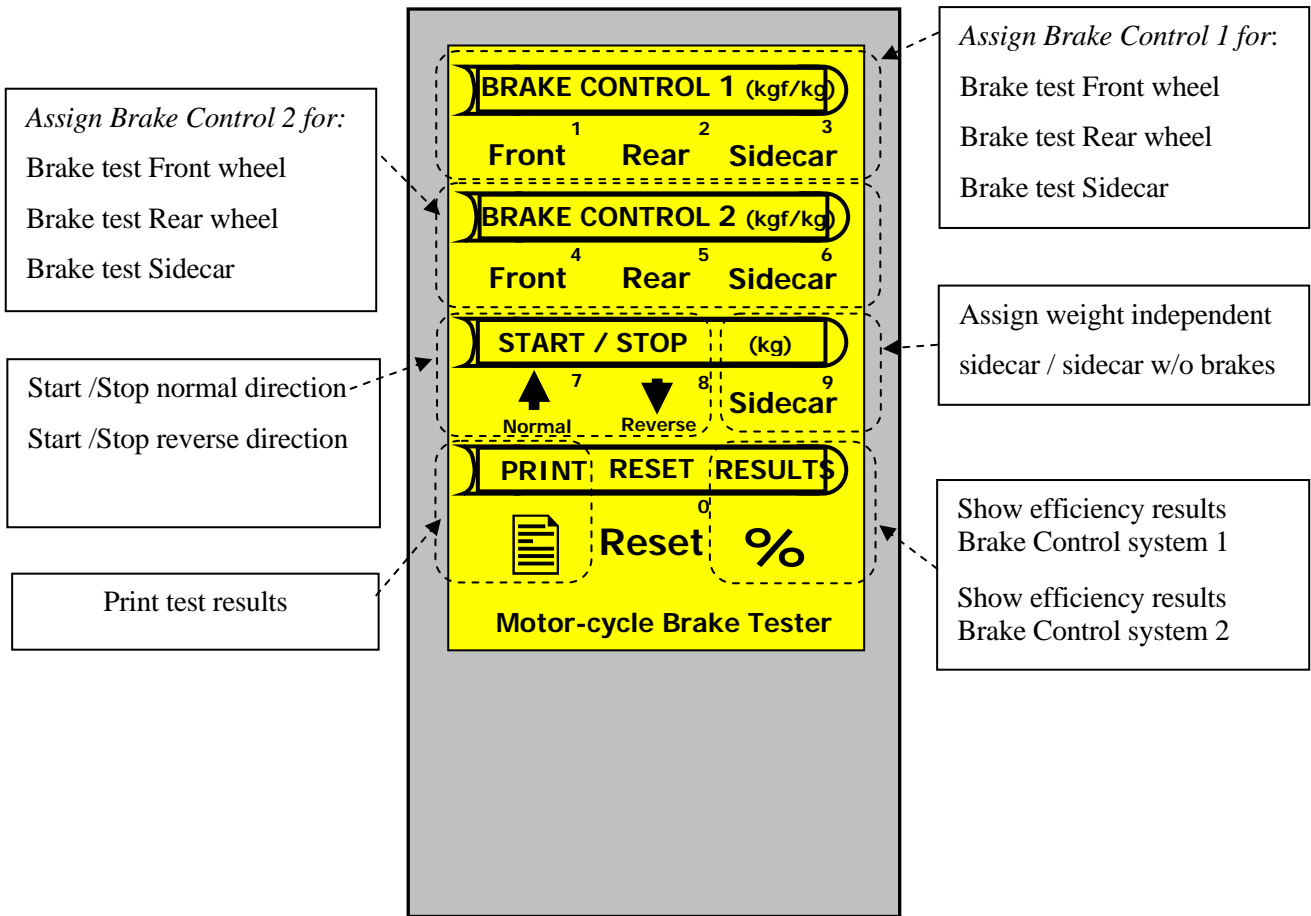 Assign Brake Control 2 for:
Brake test Front wheel
Brake test Rear wheel
Brake test Sidecar
Start /Stop normal direction
Start /Stop reverse direction
Print test results
BRAKE CONTROL 1 (kgf/kg)
1 2 3
Front Rear Sidecar
BRAKE CONTROL 2 (kgf/kg)
4 5 6
Front Rear Sidecar
START / STOP (kg)
7 8 9
Sidecar
Normal Reverse
PRINT RESET RESULTS
0
Reset %
Motor-cycle Brake Tester
Assign Brake Control 1 for:
Brake test Front wheel
Brake test Rear wheel
Brake test Sidecar
Assign weight independent
sidecar / sidecar w/o brakes
Show efficiency results
Brake Control system 1
Show efficiency results
Brake Control system 2